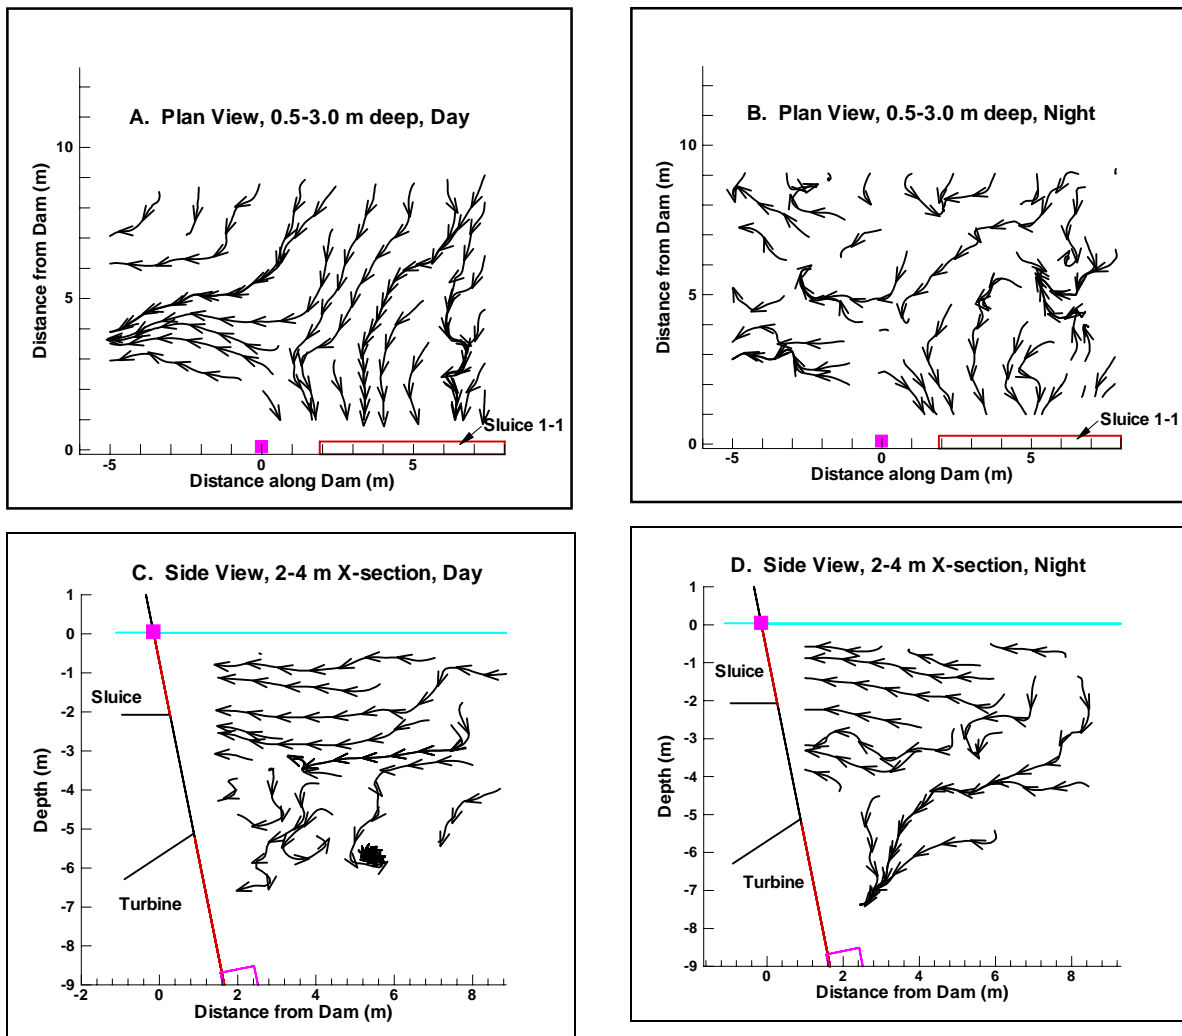 A. Plan View, 0.5-3.0 m deep, Day
Distance from Dam (m)
10
5
0
-5
0
5
Sluice 1-1
Distance along Dam (m)
B. Plan View, 0.5-3.0 m deep, Night
Distance from Dam (m)
10
5
0
-5
0
5
Sluice 1-1
Distance along Dam (m)
C. Side View, 2-4 m X-section, Day
Depth (m)
1
0
-1
-2
-3
-4
-5
-6
-7
-8
-9
Sluice
Turbine
-2
0
2
4
6
8
Distance from Dam (m)
D. Side View, 2-4 m X-section, Night
Depth (m)
1
0
-1
-2
-3
-4
-5
-6
-7
-8
-9
Sluice
Turbine
0
2
4
6
8
Distance from Dam (m)